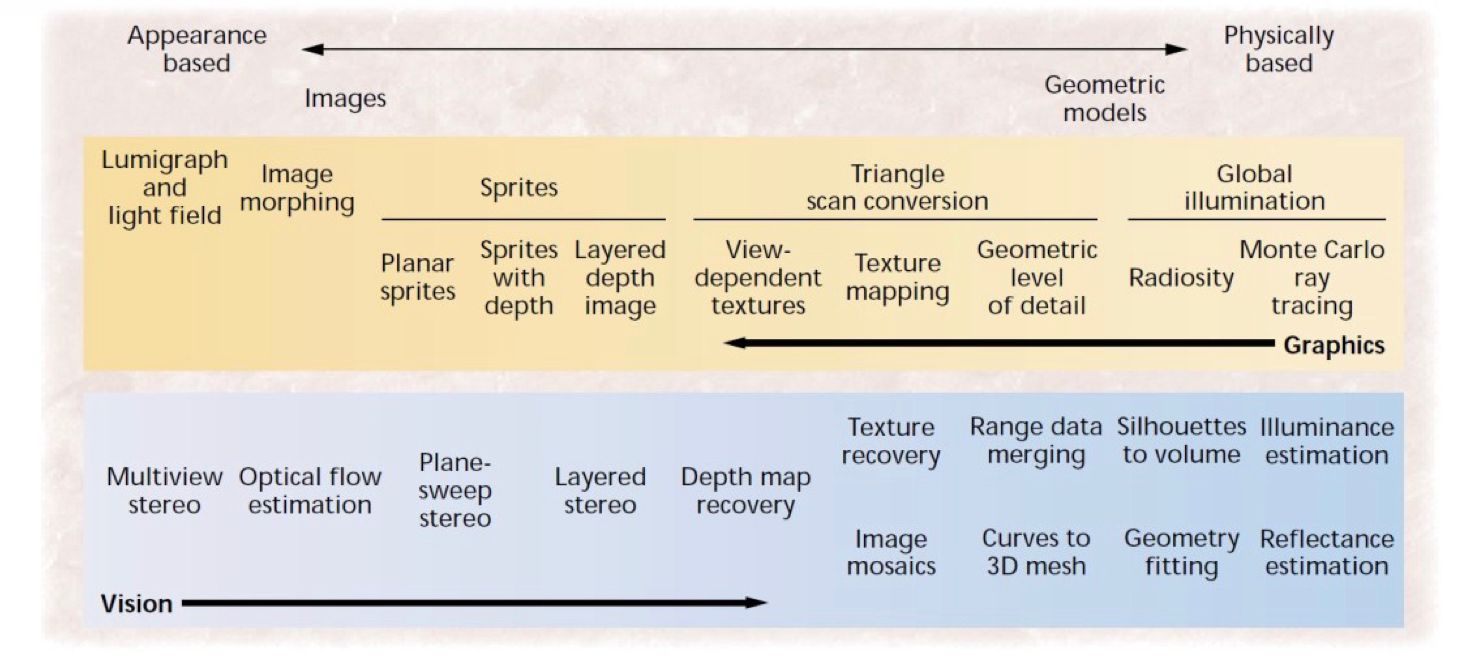 Appearance
based
Physically
based
Images
Geometric
models
Lumigraph
and
light field
Image
morphing
Sprites
Planar
sprites
Sprites
with
depth
Layered
depth
image
Triangle
scan conversion
View-
dependent
textures
Texture
mapping
Geometric
level
of detail
Global
illumination
Radiosity
Monte Carlo
ray
tracing
Graphics
Multiview
stereo
Optical flow
estimation
Plane-
sweep
stereo
Layered
stereo
Depth map
recovery
Texture
recovery
Range data
merging
Silhouettes
to volume
Illuminance
estimation
Image
mosaics
Curves to
3D mesh
Geometry
fitting
Reflectance
estimation
Vision